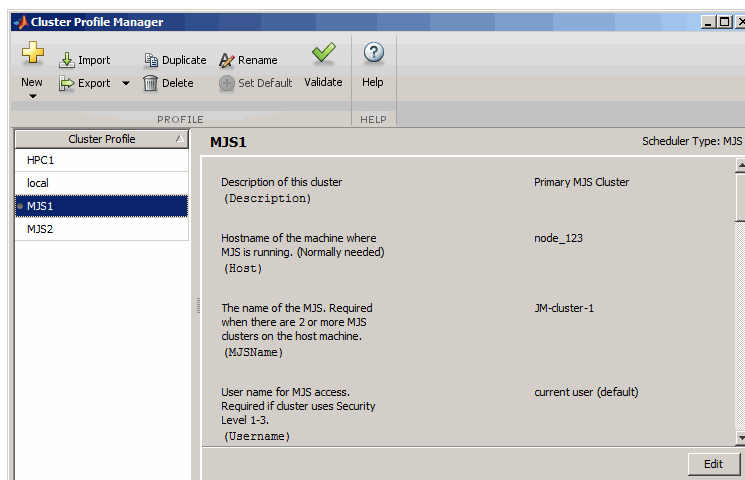 Cluster Profile Manager
New
Import
Export
Duplicate
Delete
Rename
Set Default
Validate
Help
PROFILE
HELP
Cluster Profile
HPC1
local
MJS1
MJS2
MJS1
Scheduler Type: MJS
Description of this cluster
(Description)
Primary MJS Cluster
Hostname of the machine where
MJS is running. (Normally needed)
(Host)
node_123
The name of the MJS. Required
when there are 2 or more MJS
clusters on the host machine.
(MJSName)
JM-cluster-1
User name for MJS access.
Required if cluster uses Security
Level 1-3.
(Username)
current user (default)
Edit